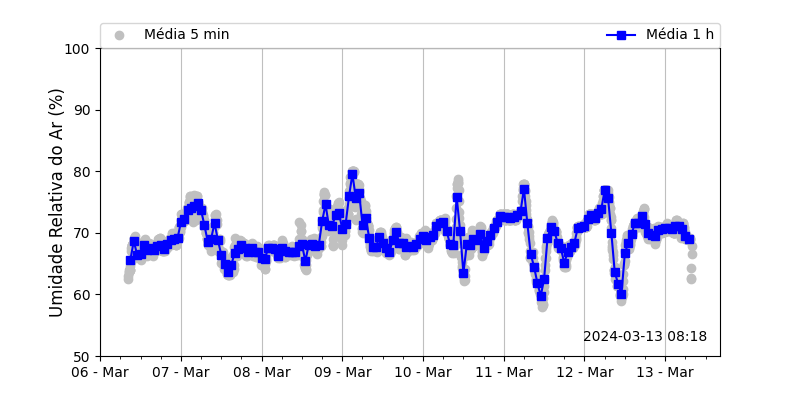 Média 5 min Média 1 h
100
90
80
70
60
50
Umidade Relativa do Ar (%)
2024-03-13 08:18
06 - Mar 07 - Mar 08 - Mar 09 - Mar 10 - Mar 11 - Mar 12 - Mar 13 - Mar